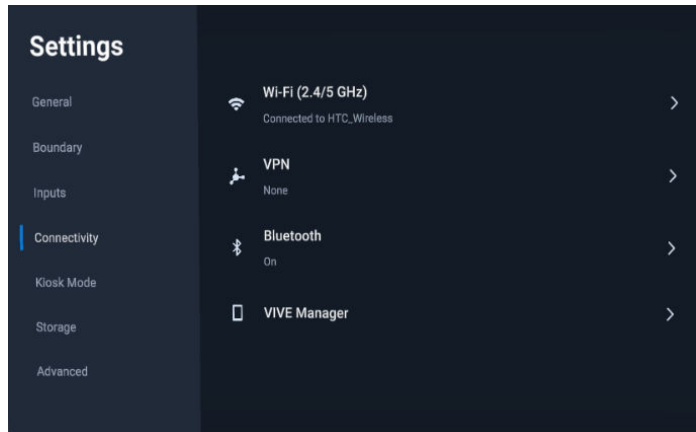 Settings
General
Boundary
Inputs
Connectivity
Kiosk Mode
Storage
Advanced
Wi-Fi (2.4/5 GHz)
Connected to HTC_Wireless
VPN
None
Bluetooth
On
VIVE Manager